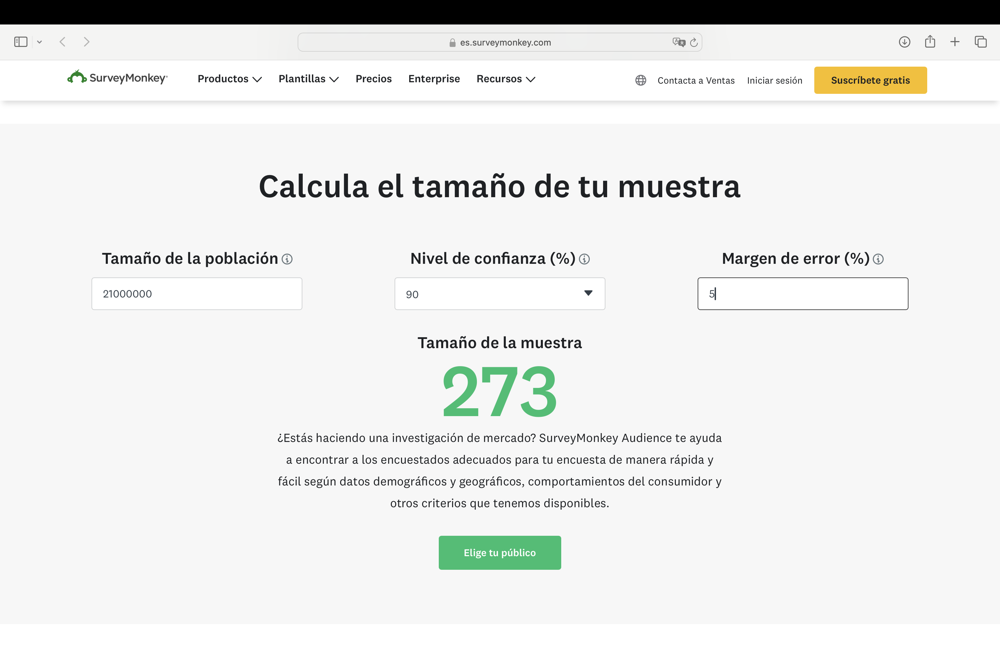 es.surveymonkey.com
SurveyMonkey®
Productos Plantillas Precios Enterprise Recursos Contacta a Ventas Iniciar sesión Suscríbete gratis
Calcula el tamaño de tu muestra
Tamaño de la población Nivel de confianza (%) Margen de error (%)
21000000 90 5
Tamaño de la muestra
273
¿Estás haciendo una investigación de mercado? SurveyMonkey Audience te ayuda
a encontrar a los encuestados adecuados para tu encuesta de manera rápida y
fácil según datos demográficos y geográficos, comportamientos del consumidor y
otros criterios que tenemos disponibles.
Elige tu público